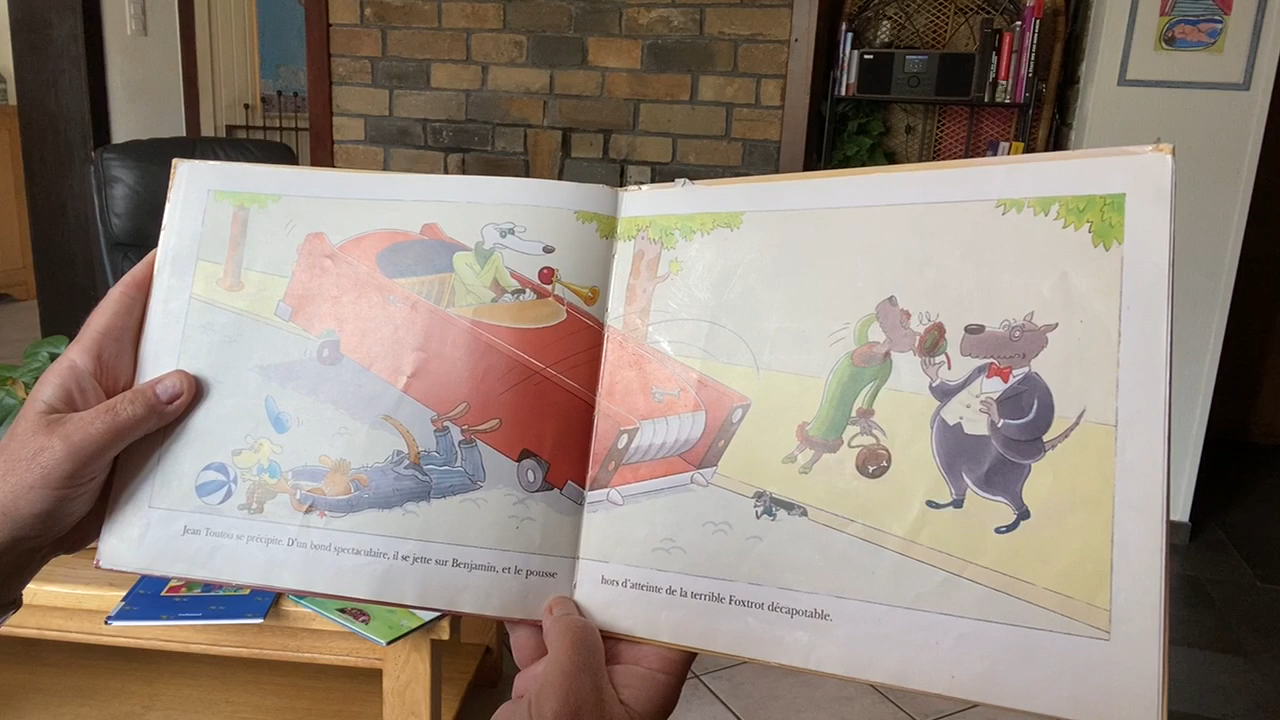 Jean Toutou se précipite. D'un bond spectaculaire, il se jette sur Benjamin, et le pousse
hors d'atteinte de la terrible Foxtrot décapotable.